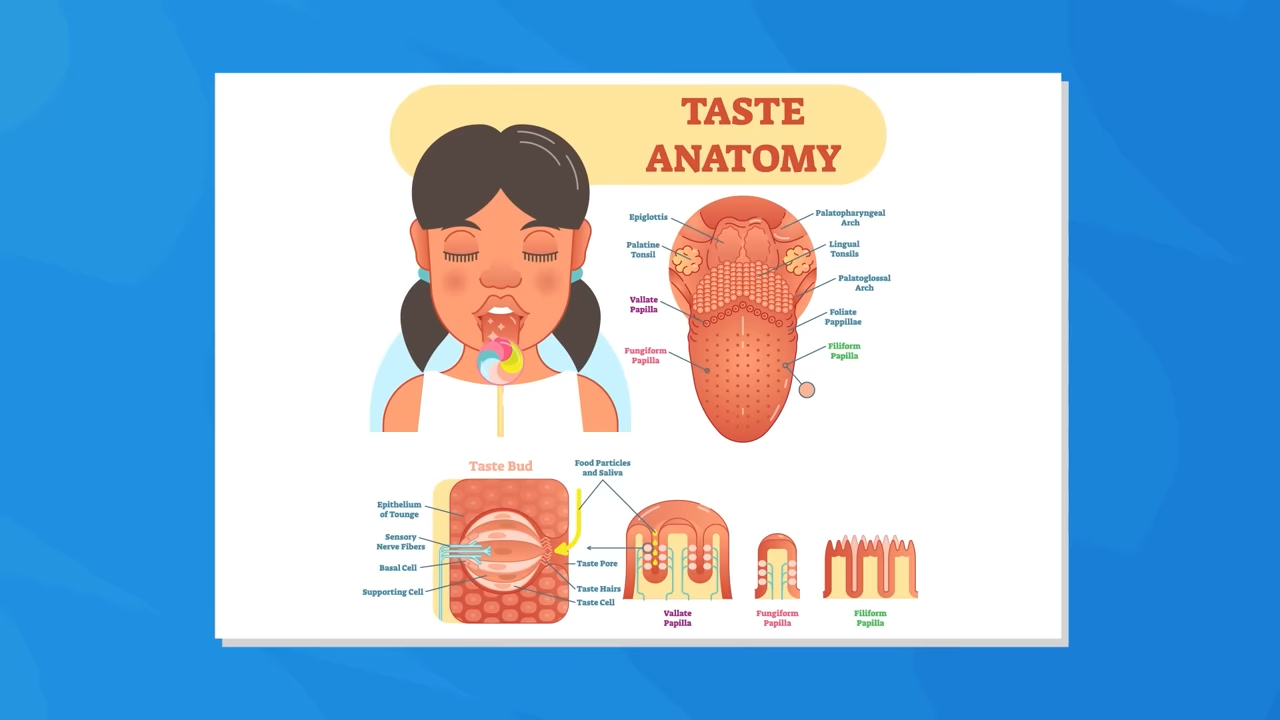 TASTE
ANATOMY
Epiglottis
Palatopharyngeal
Arch
Palatine
Tonsil
Lingual
Tonsils
Palatoglossal
Arch
Vallate
Papilla
Foliate
Pappillae
Fungiform
Papilla
Filiform
Papilla
Taste Bud
Food Particles
and Saliva
Epithelium
of Tounge
Sensory
Nerve Fibers
Basal Cell
Supporting Cell
Taste Pore
Taste Hairs
Taste Cell
Vallate
Papilla
Fungiform
Papilla
Filiform
Papilla